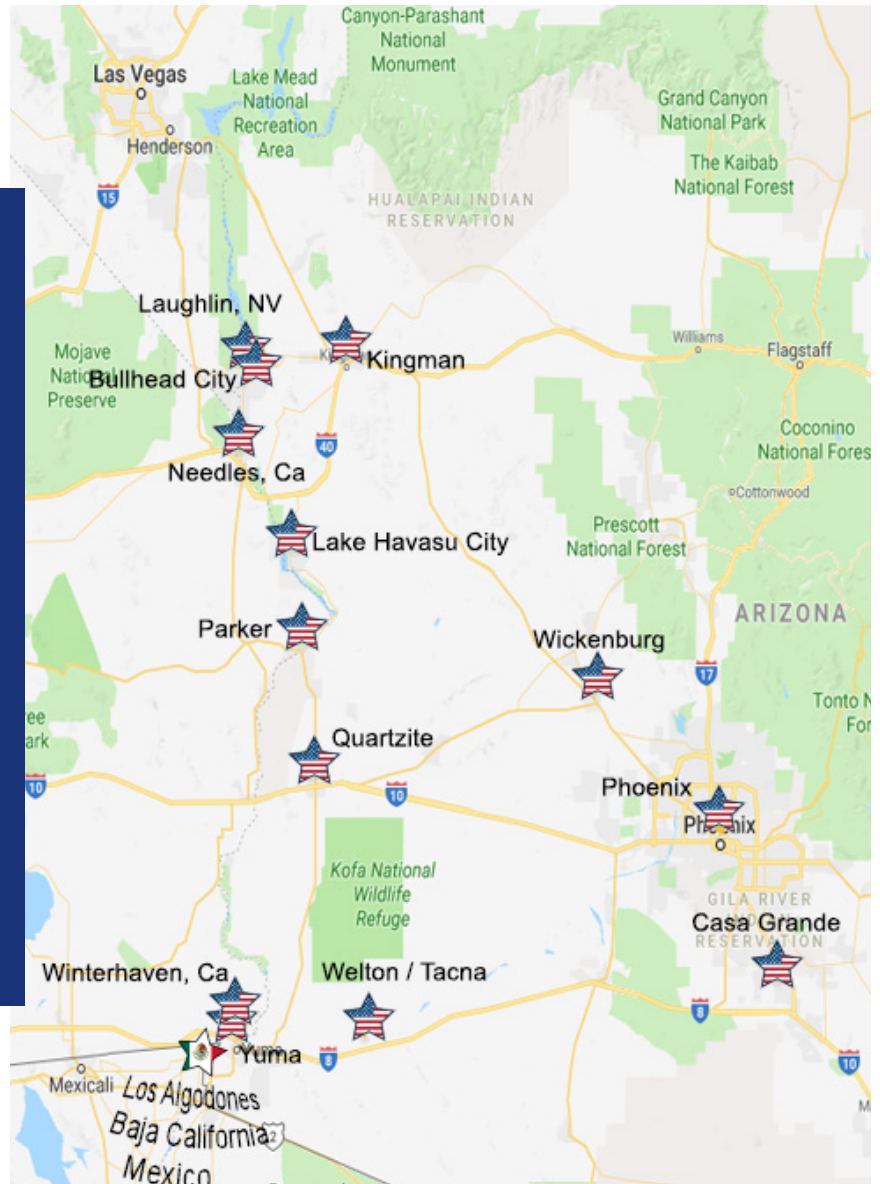 Canyon-Parashant
National
Monument
Las Vegas
Lake Mead
National
Recreation
Area
Grand Canyon
National Park
Henderson
The Kaibab
National Forest
15
HUALAPAI INDIAN
RESERVATION
Laughlin, NV
Williams
Flagstaff
Mojave
National
Preserve
Kingman
Bullhead City
Coconino
National Fores
40
Needles, Ca
Cottonwood
Prescott
National Forest
Lake Havasu City
ARIZONA
Parker
Wickenburg
17
Tonto N
For
ree
ark
Quartzite
10
10
Phoenix
Phoenix
Kofa National
Wildlife
Refuge
GILA RIVER
INDIAN
RESERVATION
Casa Grande
Winterhaven, Ca
Welton / Tacna
8
Yuma
8
10
Mexicali
Los Algodones
Baja California
2
Mexico